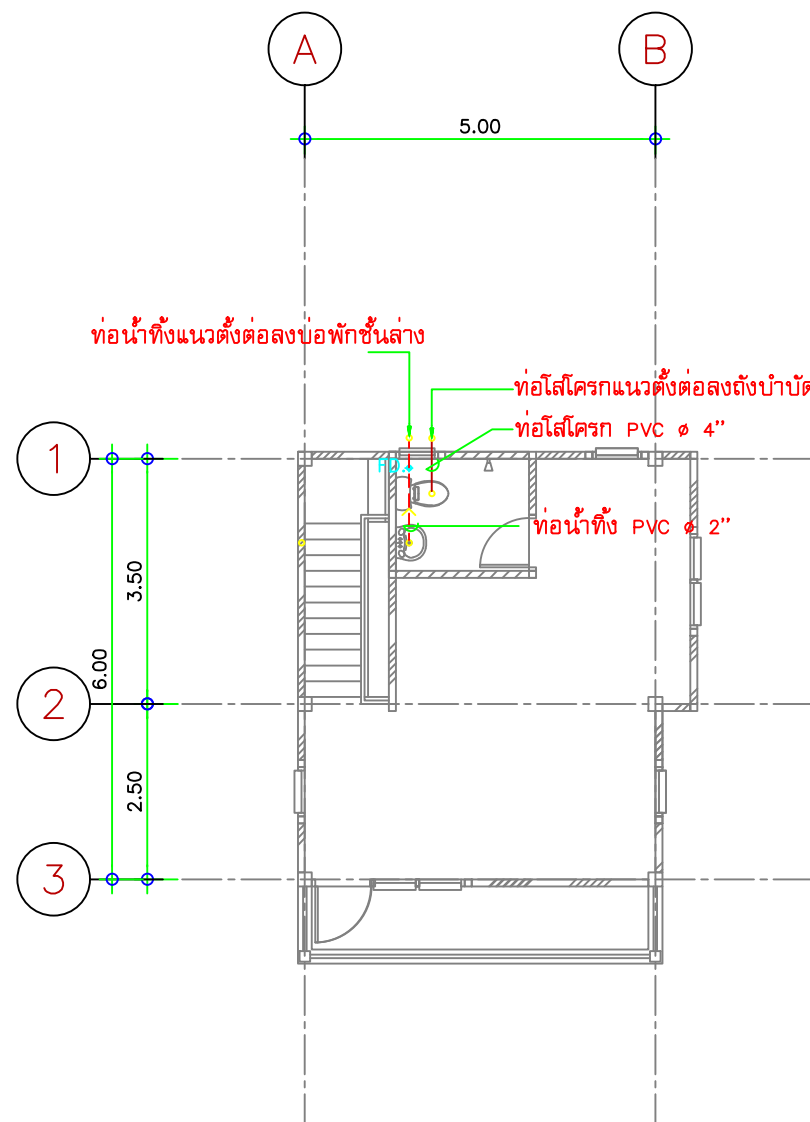 A
B
5.00
ท่อน้ำทิ้งแนวตั้งต่อลงบ่อพักชั้นล่าง
ท่อโสโครกแนวตั้งต่อลงถังบำบัด
ท่อโสโครก PVC ø 4"
1
FD.
ท่อน้ำทิ้ง PVC ø 2"
3.50
6.00
2
2.50
3